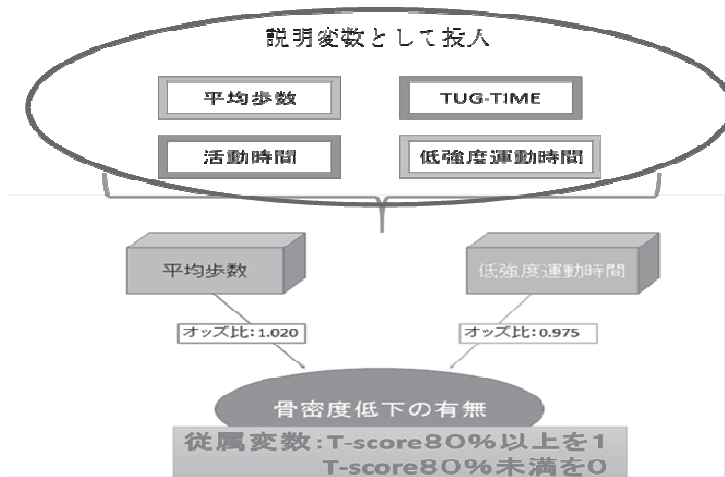 説明変数として投入
平均歩数
TUG-TIME
活動時間
低強度運動時間
平均歩数
低強度運動時間
オッズ比:1.020
オッズ比:0.975
骨密度低下の有無
従属変数:T-score80%以上を1
T-score80%未満を0